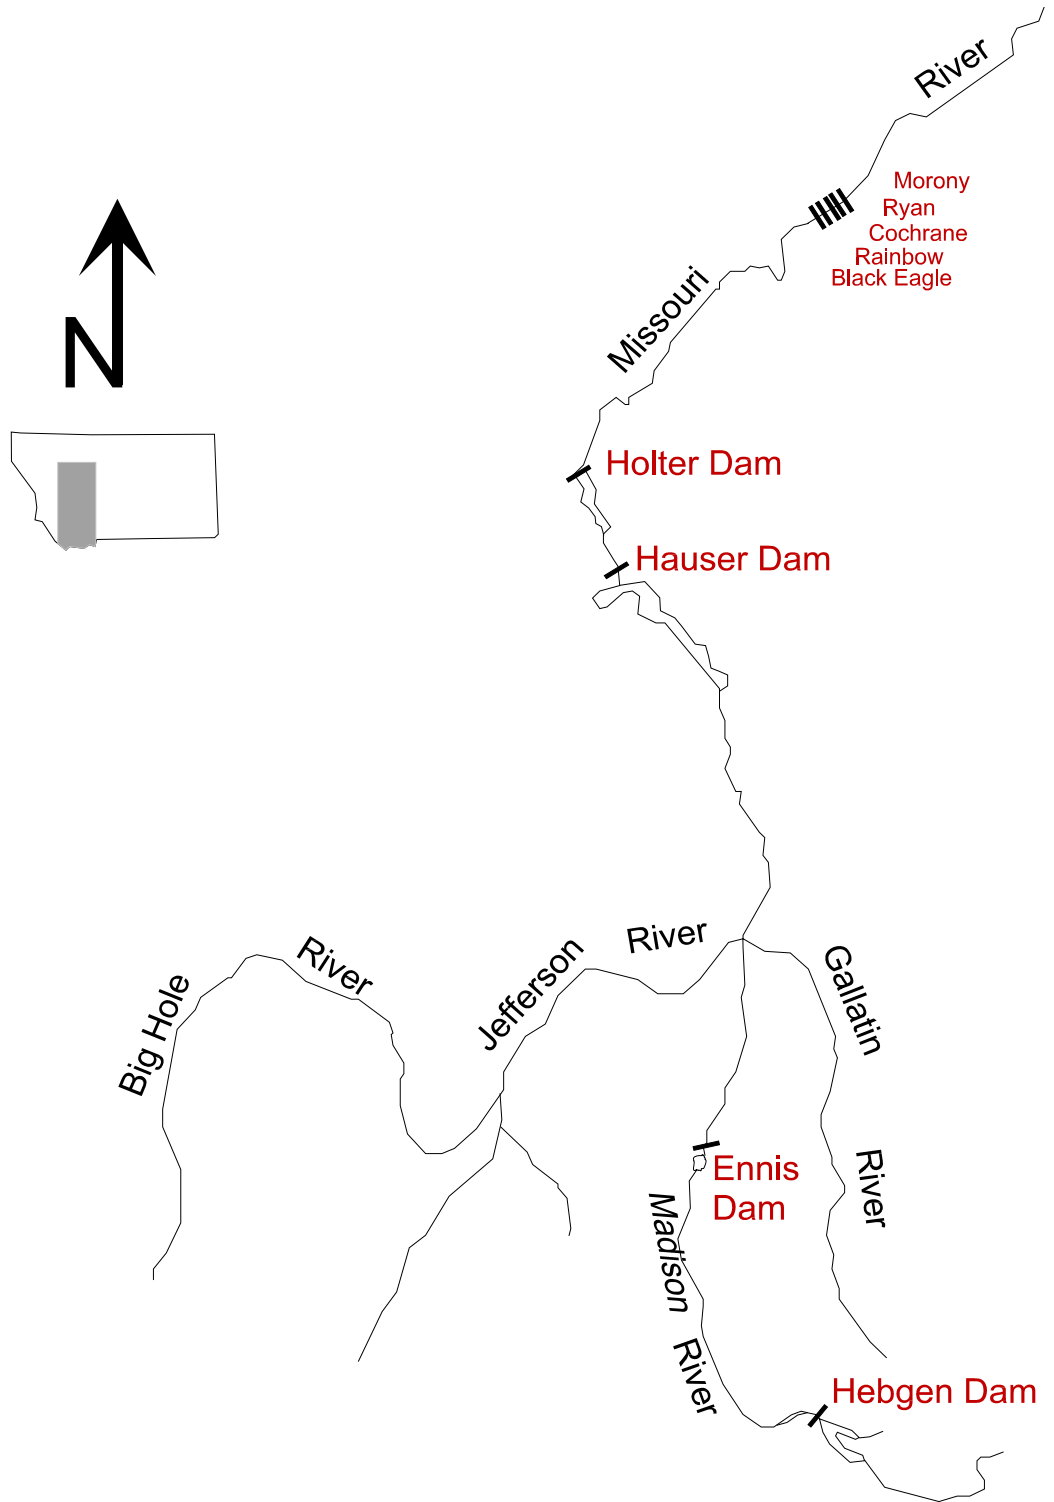 River
Morony
Ryan
Cochrane
Rainbow
Black Eagle
Missouri
N
Holter Dam
Hauser Dam
River
Jefferson
River
Big Hole
Gallatin
River
Ennis
Dam
Madison
River
Hebgen Dam